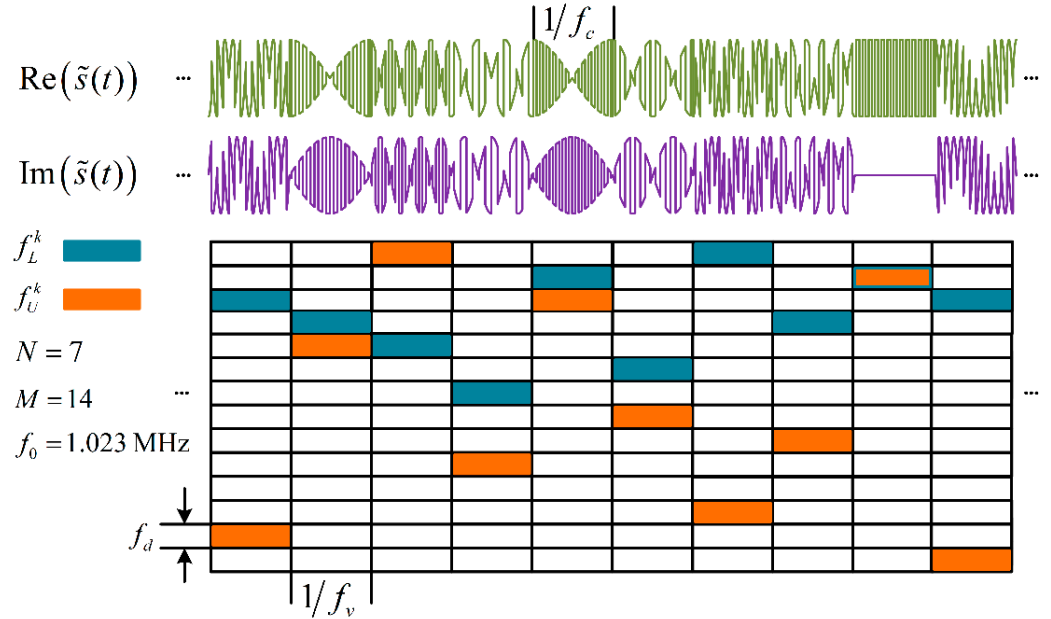 1/f_c
Re(s̃(t)) ... ...
Im(s̃(t)) ... ...
f_L^k
f_U^k
N = 7
M = 14 ... ...
f_0 = 1.023 MHz
f_d
1/f_v